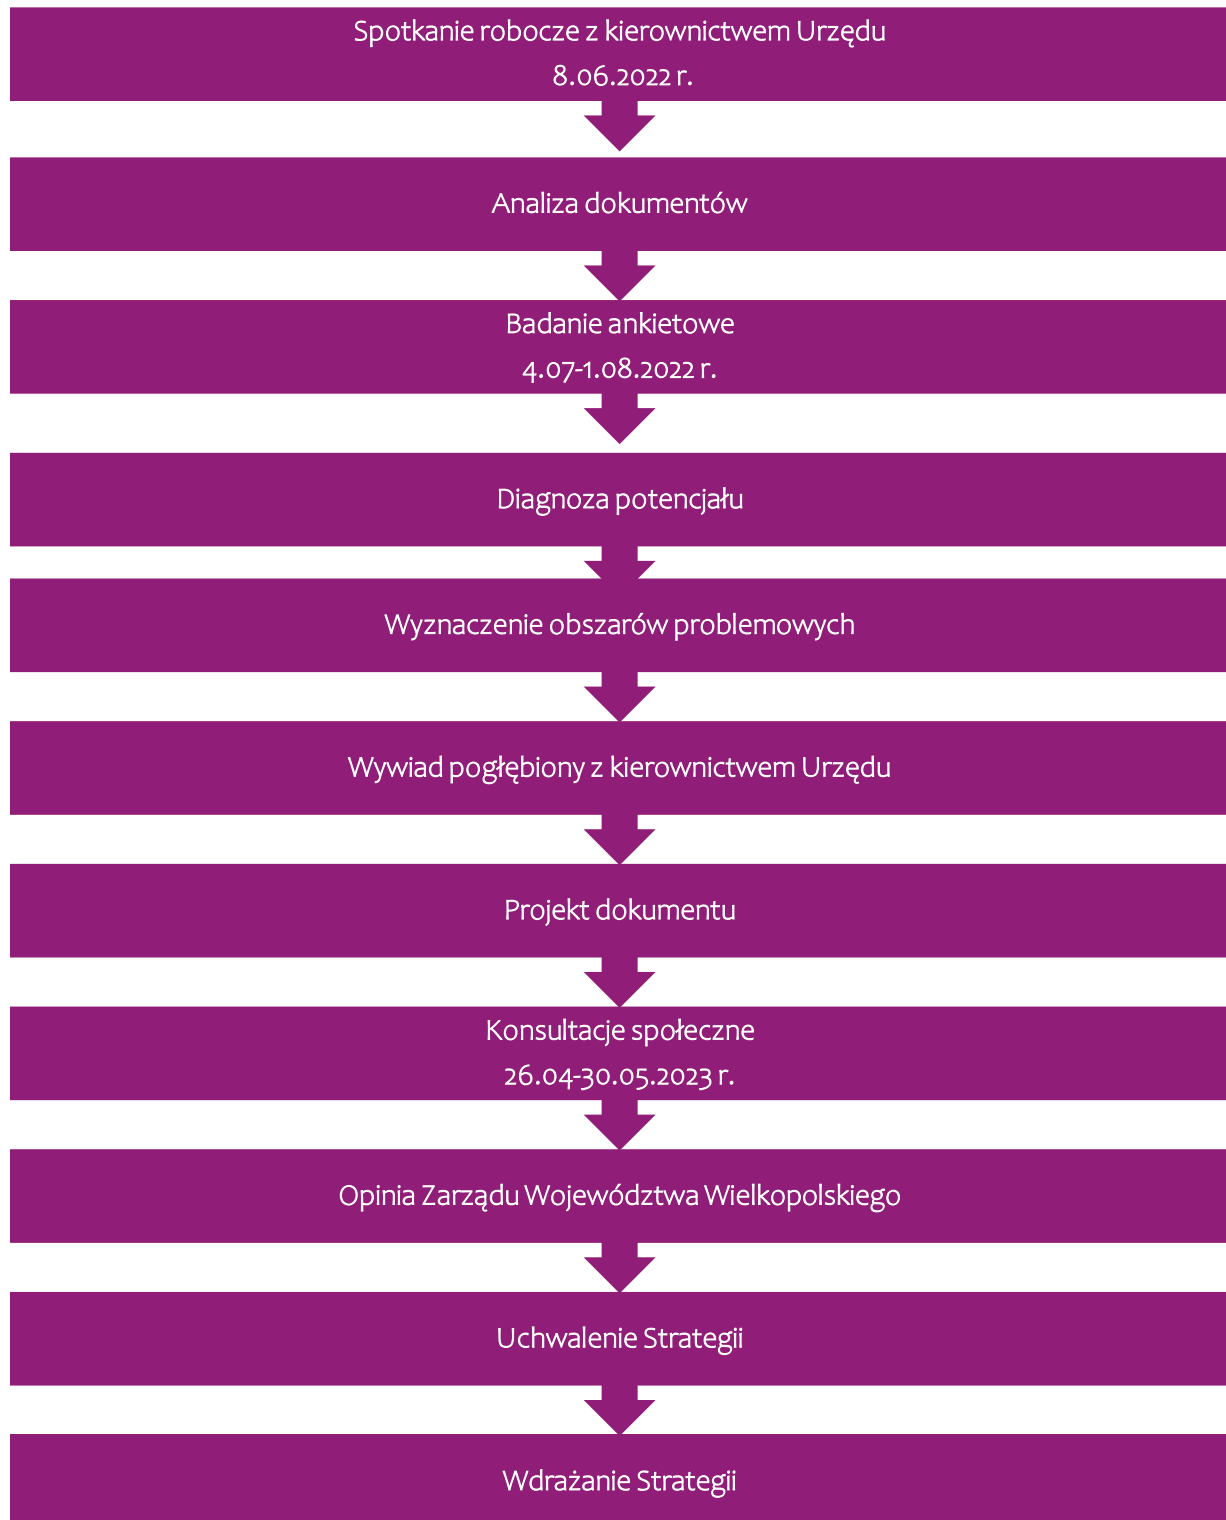 Spotkanie robocze z kierownictwem Urzędu
8.06.2022 r.
Analiza dokumentów
Badanie ankietowe
4.07-1.08.2022 r.
Diagnoza potencjału
Wyznaczenie obszarów problemowych
Wywiad pogłębiony z kierownictwem Urzędu
Projekt dokumentu
Konsultacje społeczne
26.04-30.05.2023 r.
Opinia Zarządu Województwa Wielkopolskiego
Uchwalenie Strategii
Wdrażanie Strategii